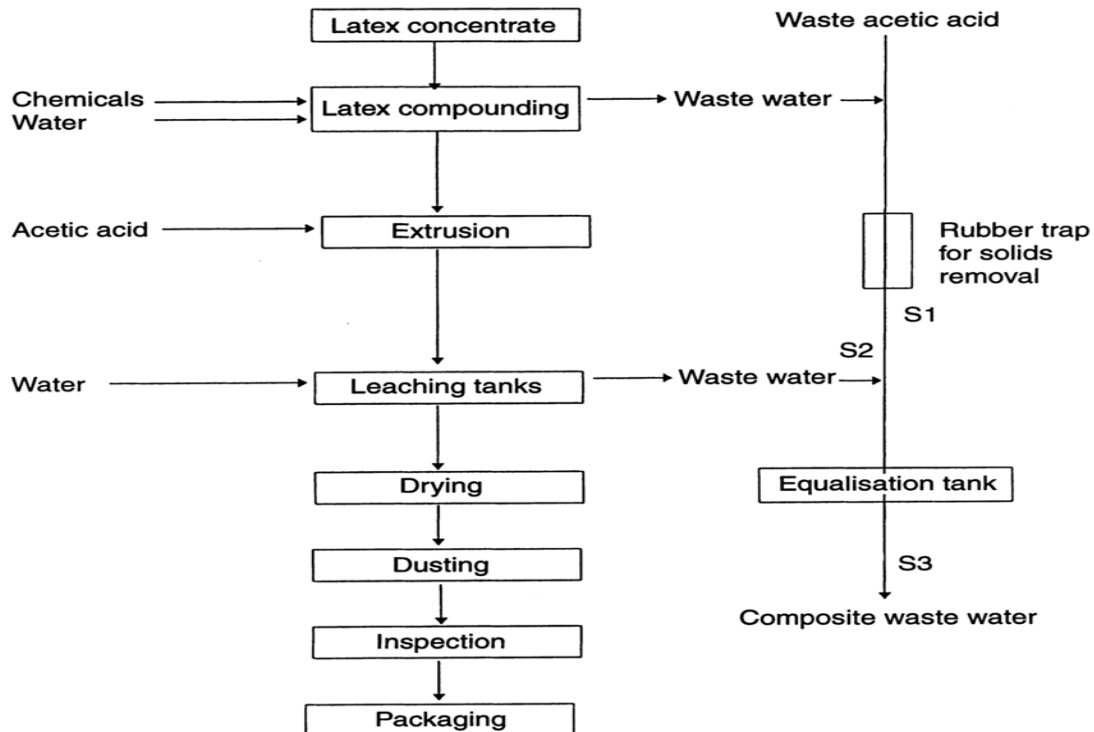 Latex concentrate
Waste acetic acid
Chemicals
Water
Latex compounding
Waste water
Acetic acid
Extrusion
Rubber trap
for solids
removal
S1
S2
Water
Leaching tanks
Waste water
Drying
Equalisation tank
Dusting
S3
Composite waste water
Inspection
Packaging